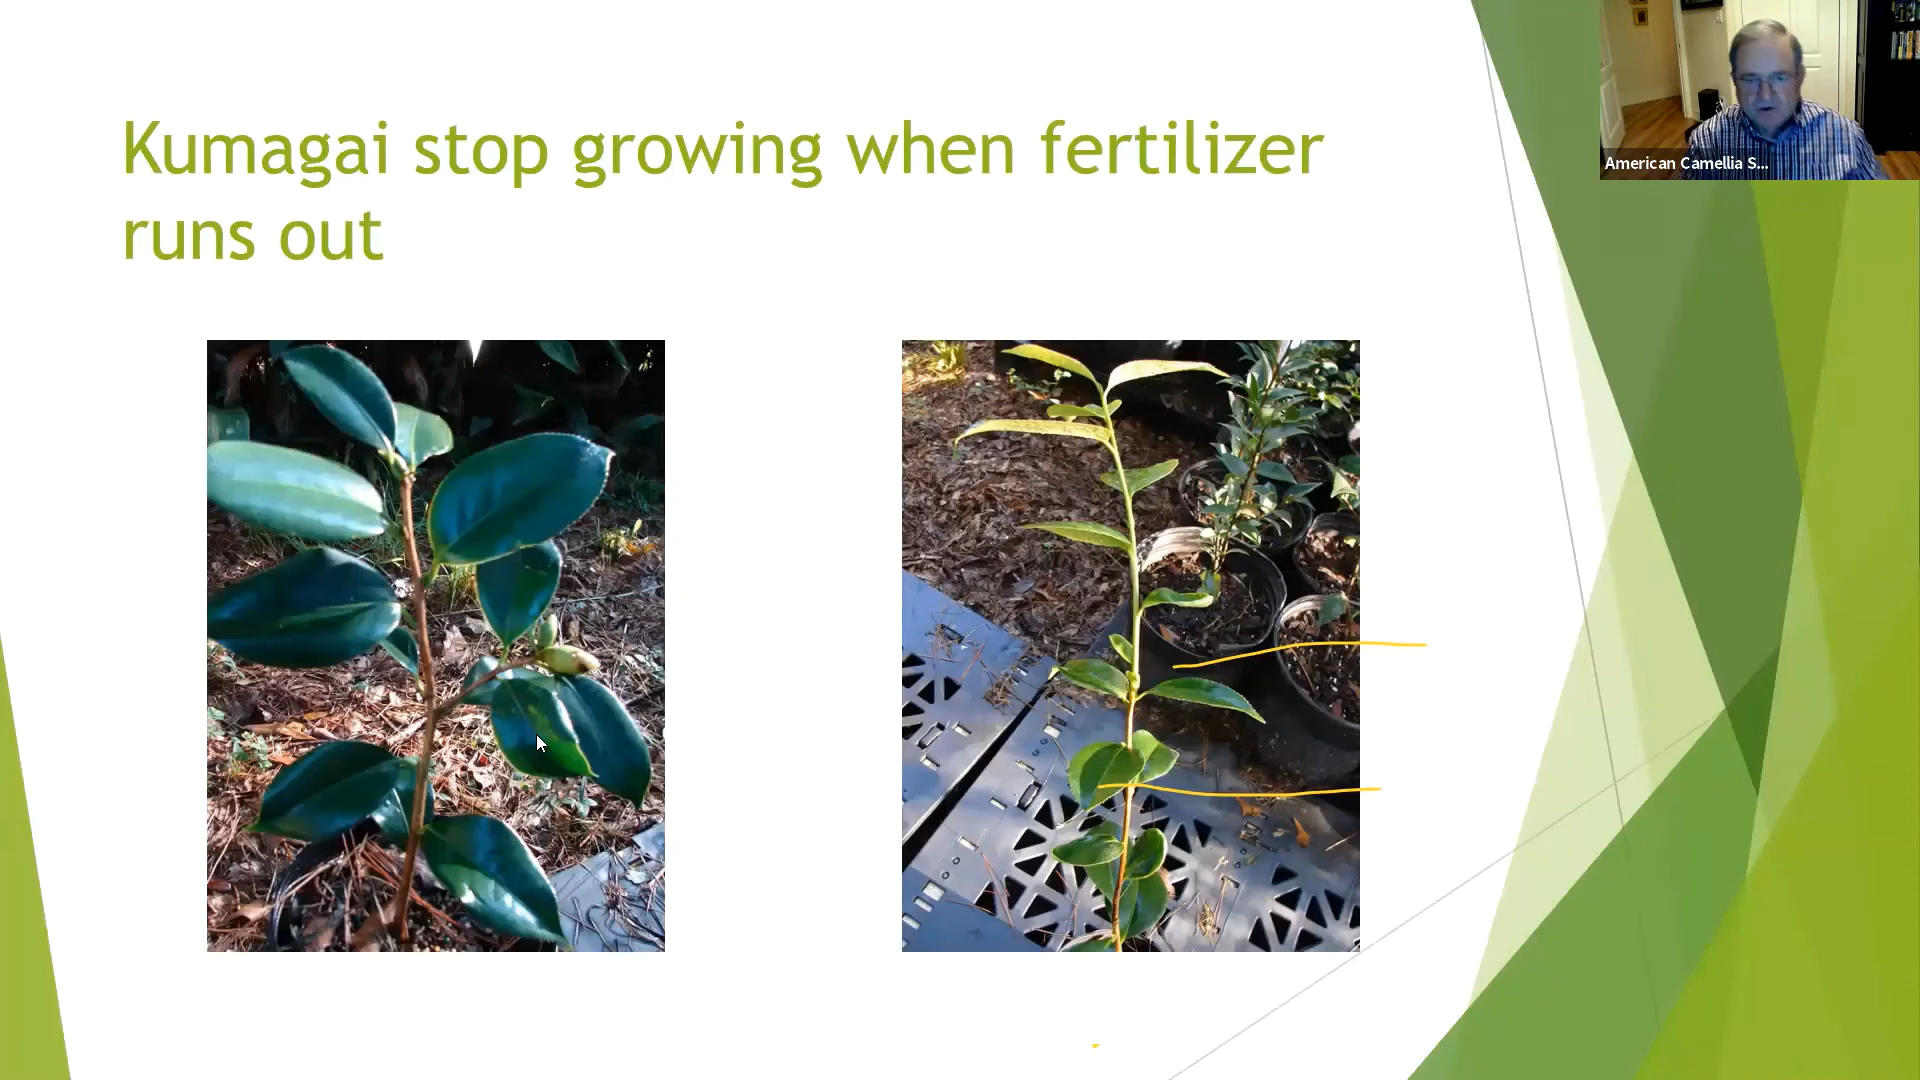 Kumagai stop growing when fertilizer
runs out
American Camellia S...